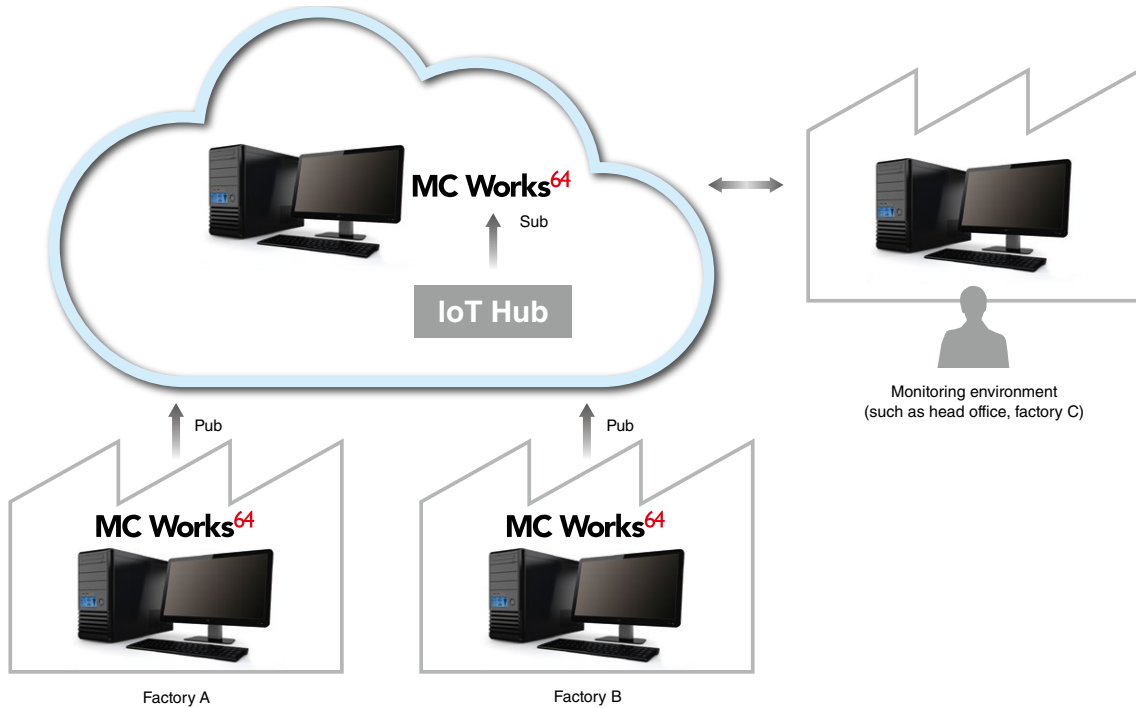 MC Works64
Sub
IoT Hub
Monitoring environment
(such as head office, factory C)
Pub
Pub
MC Works64
MC Works64
Factory A
Factory B